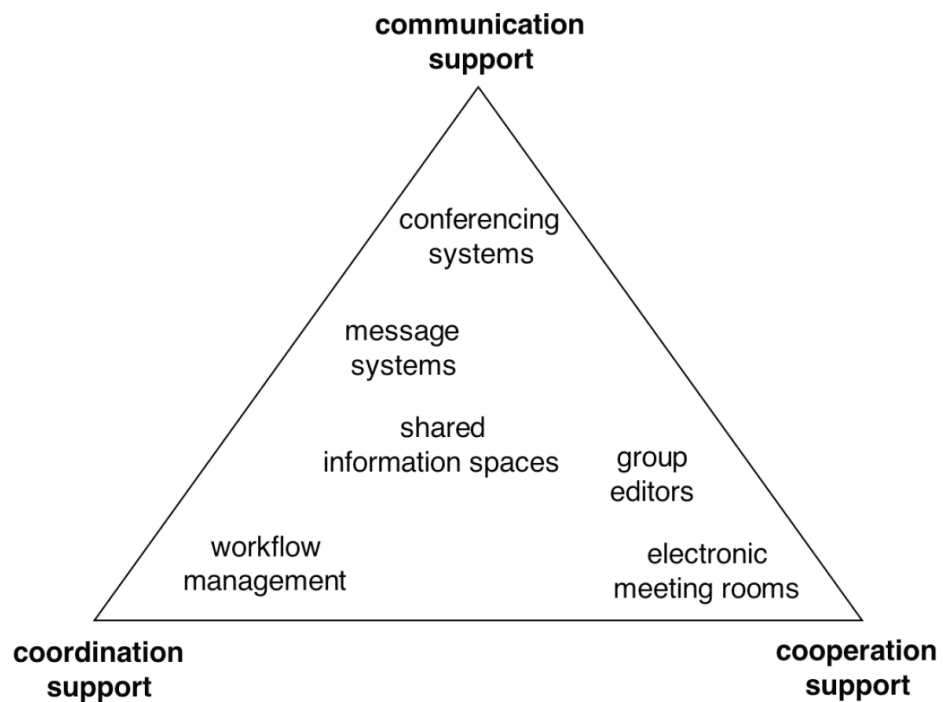 communication
support
conferencing
systems
message
systems
shared
information spaces
group
editors
workflow
management
electronic
meeting rooms
coordination
support
cooperation
support